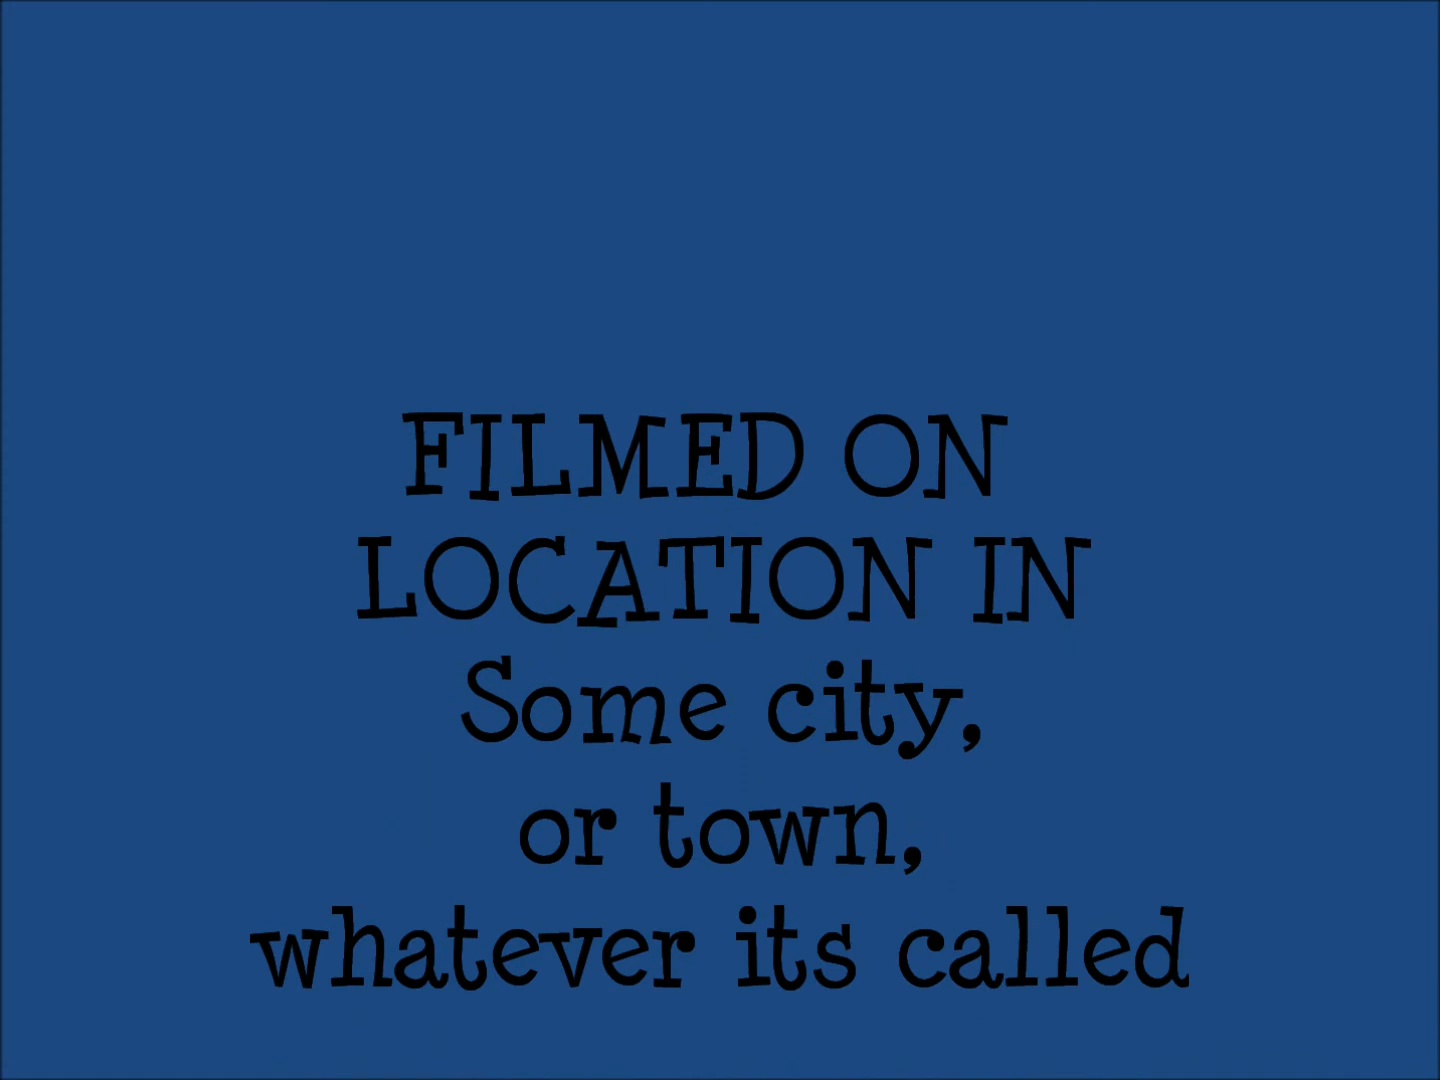 FILMED ON
LOCATION IN
Some city,
or town,
whatever its called